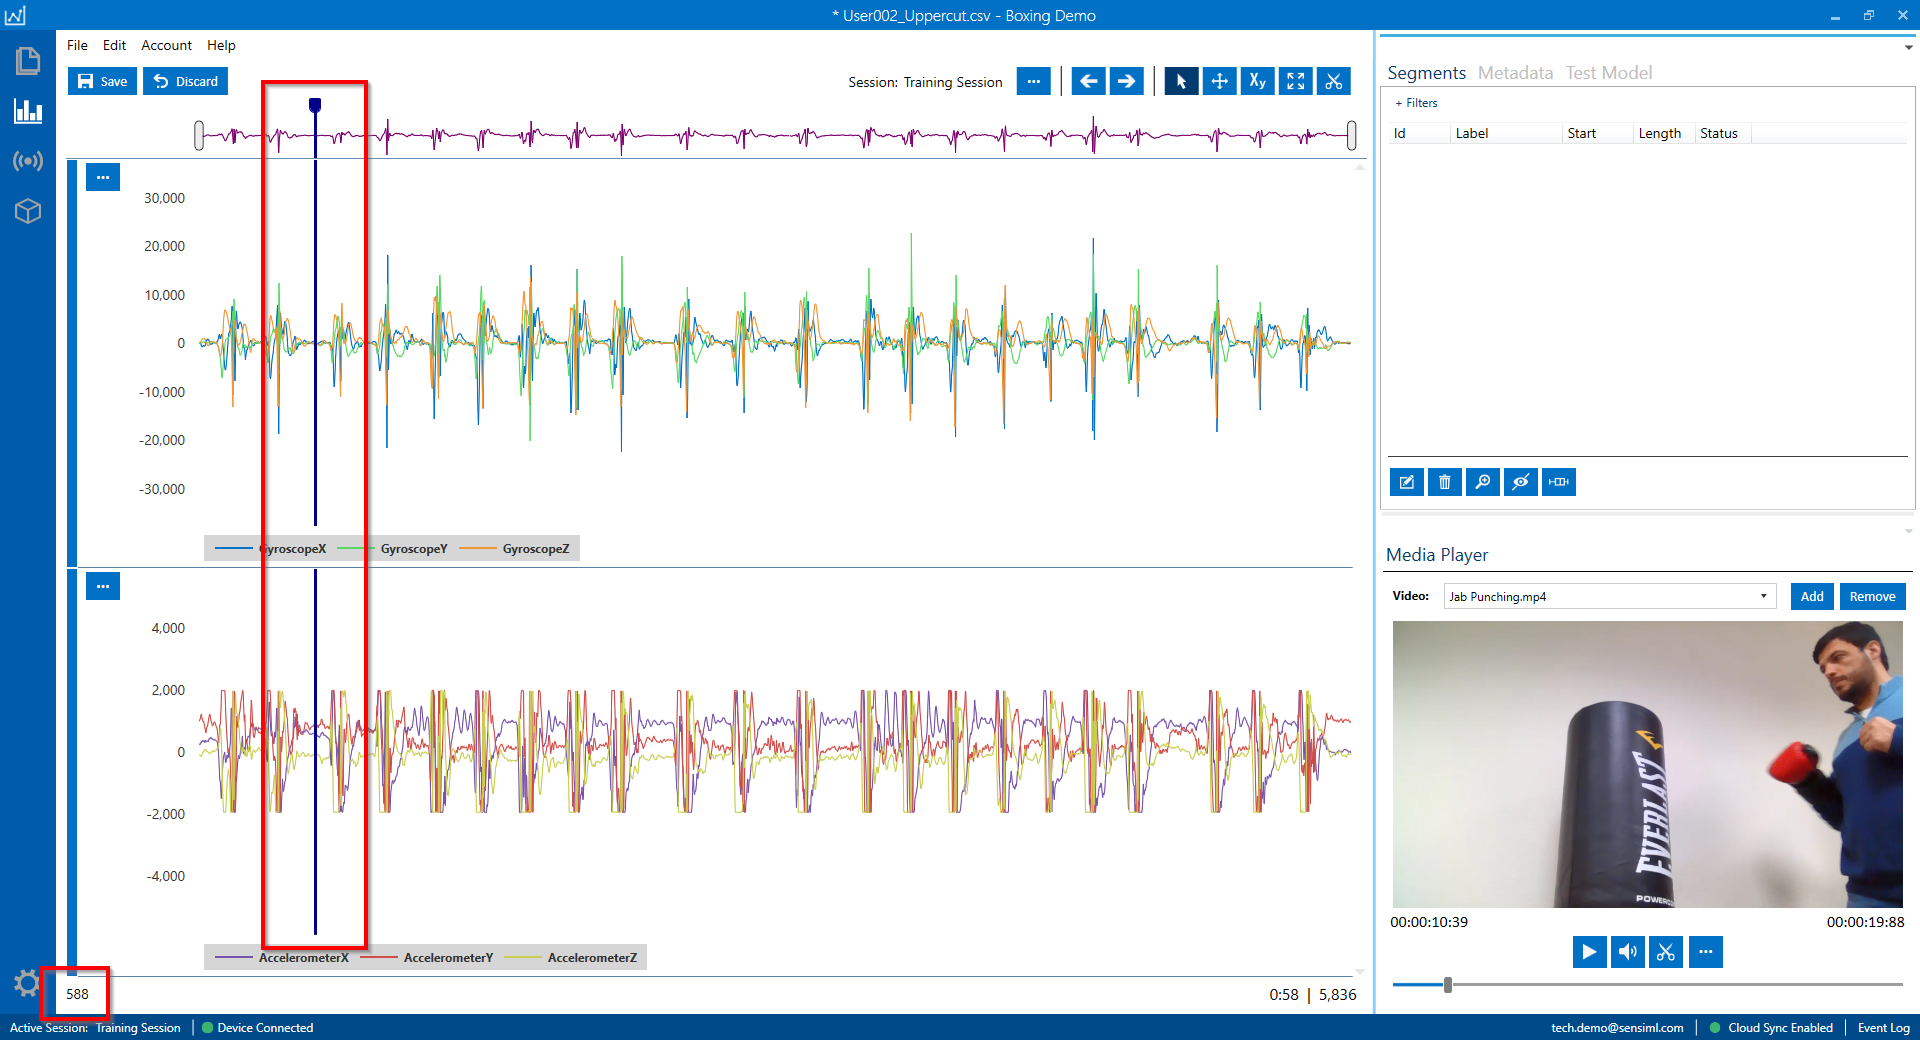 * User002_Uppercut.csv - Boxing Demo
File Edit Account Help
Save Discard
Session: Training Session ... Xy
...
30,000
20,000
10,000
0
-10,000
-20,000
-30,000
GyroscopeX GyroscopeY GyroscopeZ
...
4,000
2,000
0
-2,000
-4,000
AccelerometerX AccelerometerY AccelerometerZ
588 0:58 | 5,836
Segments Metadata Test Model
+ Filters
Id Label Start Length Status
Media Player
Video: Jab Punching.mp4 Add Remove
EVERLAST
POWERC
00:00:10:39 00:00:19:88
...
Active Session: Training Session Device Connected tech.demo@sensiml.com Cloud Sync Enabled Event Log